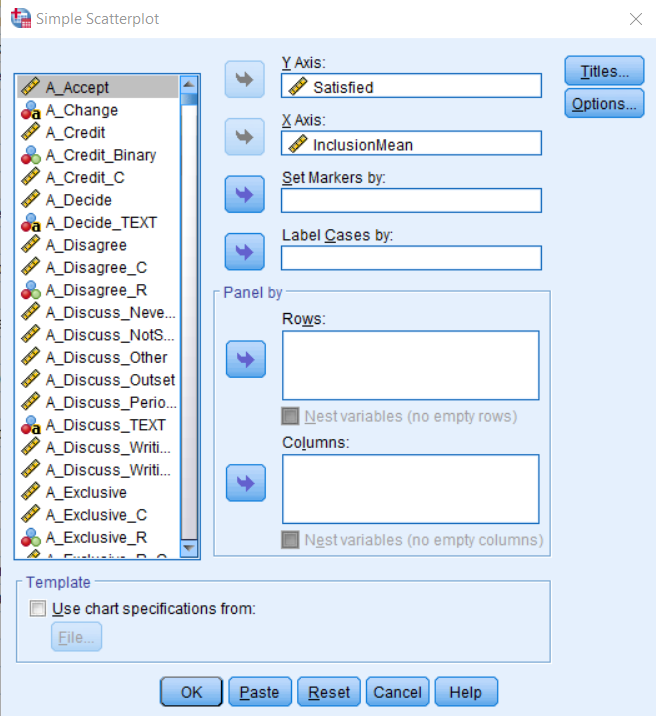 Simple Scatterplot
A_Accept
A_Change
A_Credit
A_Credit_Binary
A_Credit_C
A_Decide
A_Decide_TEXT
A_Disagree
A_Disagree_C
A_Disagree_R
A_Discuss_Neve...
A_Discuss_NotS...
A_Discuss_Other
A_Discuss_Outset
A_Discuss_Perio...
A_Discuss_TEXT
A_Discuss_Writi...
A_Discuss_Writi...
A_Exclusive
A_Exclusive_C
A_Exclusive_R
Y Axis:
Satisfied
X Axis:
InclusionMean
Set Markers by:
Label Cases by:
Panel by
Rows:
Nest variables (no empty rows)
Columns:
Nest variables (no empty columns)
Titles...
Options...
Template
Use chart specifications from:
File...
OK Paste Reset Cancel Help